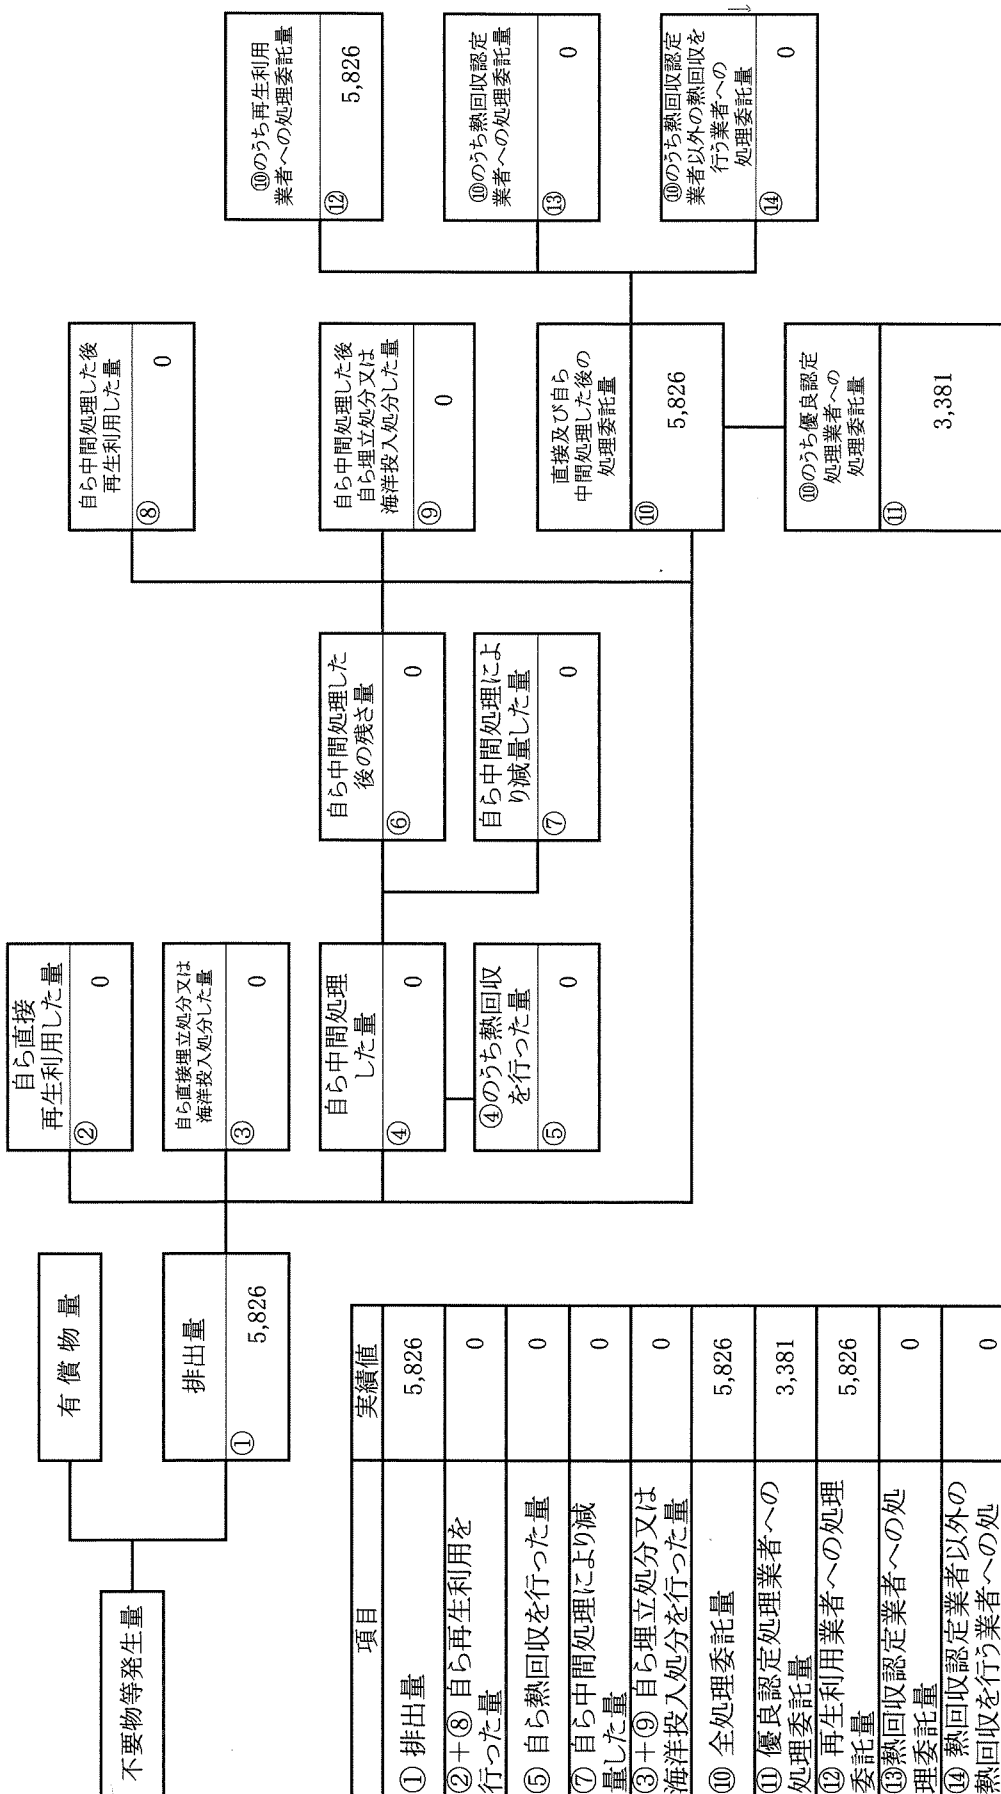 不要物等発生量
有償物量
排出量
①
5,826
自ら直接
再生利用した量
②
0
自ら直接埋立処分又は
海洋投入処分した量
③
0
自ら中間処理
した量
④
0
④のうち熱回収
を行った量
⑤
0
自ら中間処理した
後の残さ量
⑥
0
自ら中間処理によ
り減量した量
⑦
0
自ら中間処理した後
再生利用した量
⑧
0
自ら中間処理した後
自ら埋立処分又は
海洋投入処分した量
⑨
0
直接及び自ら
中間処理した後の
処理委託量
⑩
5,826
⑩のうち優良認定
処理業者への
処理委託量
⑪
3,381
⑩のうち再生利用
業者への処理委託量
⑫
5,826
⑩のうち熱回収認定
業者への処理委託量
⑬
0
⑩のうち熱回収認定
業者以外の熱回収を
行う業者への
処理委託量
⑭
0
項目 実績値
①排出量 5,826
②+⑧自ら再生利用を
行った量 0
⑤自ら熱回収を行った量 0
⑦自ら中間処理により減
量した量 0
③+⑨自ら埋立処分又は
海洋投入処分を行った量 0
⑩全処理委託量 5,826
⑪優良認定処理業者への
処理委託量 3,381
⑫再生利用業者への処理
委託量 5,826
⑬熱回収認定業者への処
理委託量 0
⑭熱回収認定業者以外の
熱回収を行う業者への処 0